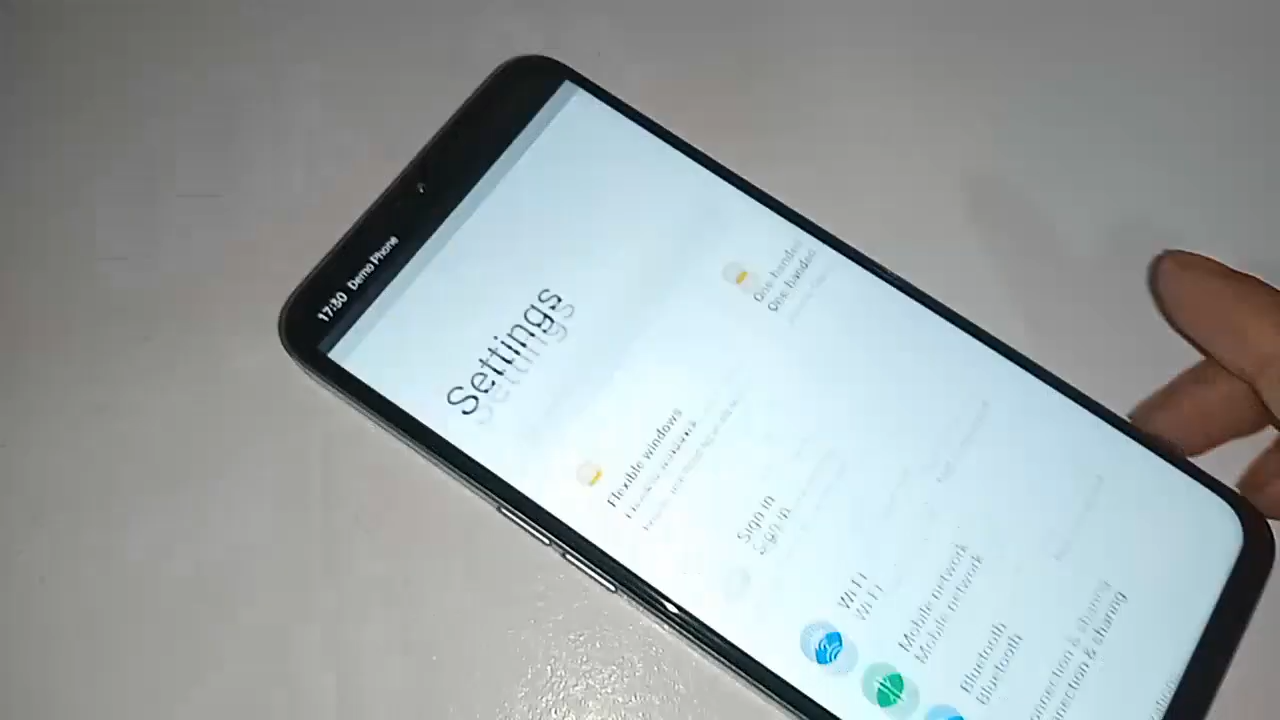 17:30 Demo Phone
Settings
Flexible windows
One-handed
Sign in
Wi-Fi
Mobile network
Bluetooth
connection & sharing